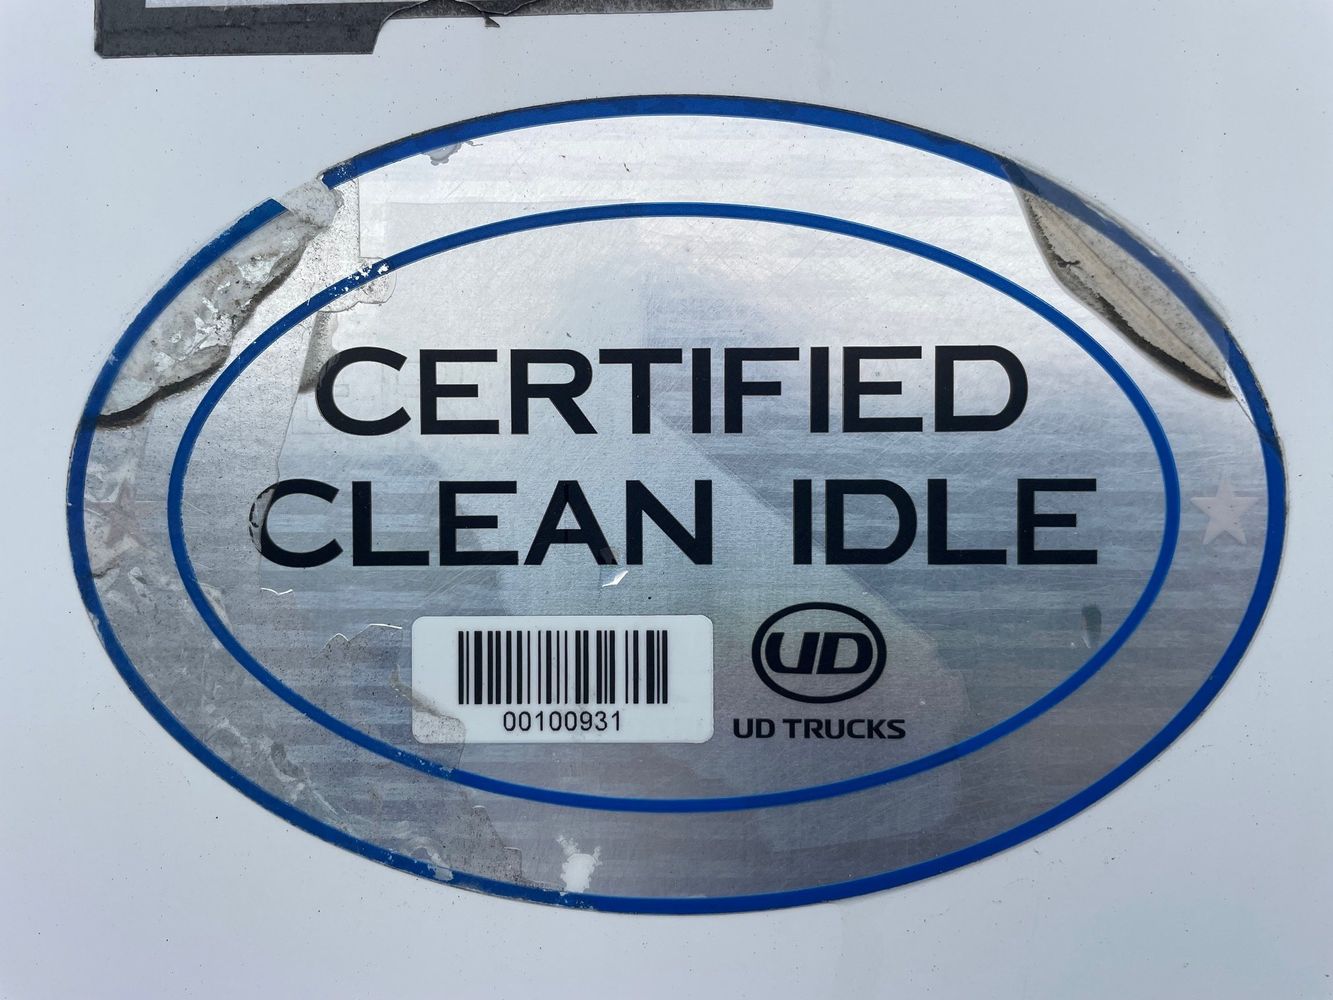 CERTIFIED
CLEAN IDLE
00100931
UD
UD TRUCKS